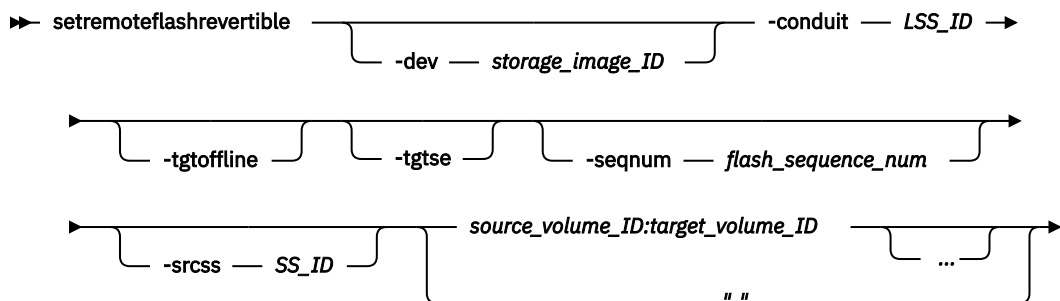 setremoteflashrevertible -dev storage_image_ID -conduit LSS_ID
-tgtoffline -tgtse -seqnum flash_sequence_num
-srcss SS_ID source_volume_ID:target_volume_ID ...
"-"